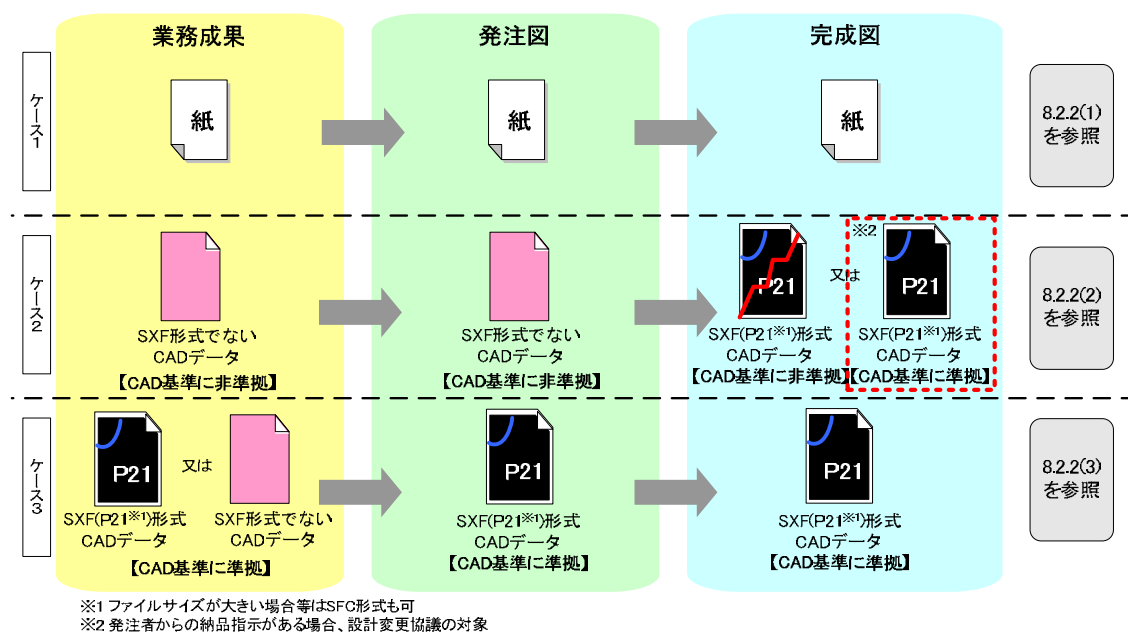 業務成果
発注図
完成図
ケース1
紙
紙
紙
8.2.2(1)
を参照
ケース2
SXF形式でない
CADデータ
【CAD基準に非準拠】
SXF形式でない
CADデータ
【CAD基準に非準拠】
P21
SXF(P21※1)形式
CADデータ
【CAD基準に非準拠】
又は
※2
P21
SXF(P21※1)形式
CADデータ
【CAD基準に準拠】
8.2.2(2)
を参照
ケース3
P21
SXF(P21※1)形式
CADデータ
又は
SXF形式でない
CADデータ
【CAD基準に準拠】
P21
SXF(P21※1)形式
CADデータ
【CAD基準に準拠】
P21
SXF(P21※1)形式
CADデータ
【CAD基準に準拠】
8.2.2(3)
を参照
※1 ファイルサイズが大きい場合等はSFC形式も可
※2 発注者からの納品指示がある場合、設計変更協議の対象